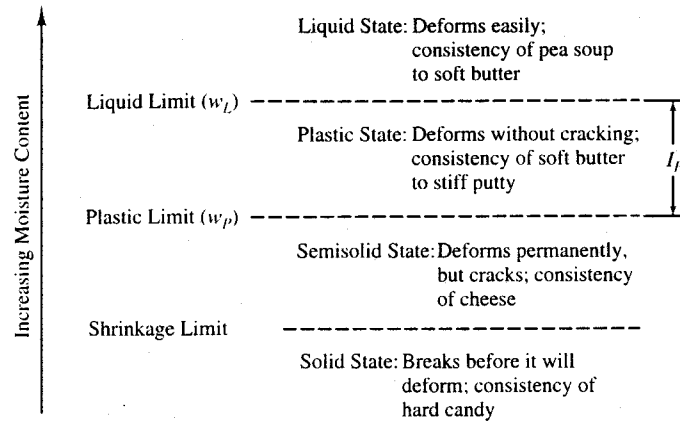 Liquid State: Deforms easily;
consistency of pea soup
to soft butter
Liquid Limit (w_L)
Plastic State: Deforms without cracking;
consistency of soft butter
to stiff putty
I_P
Plastic Limit (w_P)
Semisolid State: Deforms permanently,
but cracks; consistency
of cheese
Shrinkage Limit
Solid State: Breaks before it will
deform; consistency of
hard candy
Increasing Moisture Content